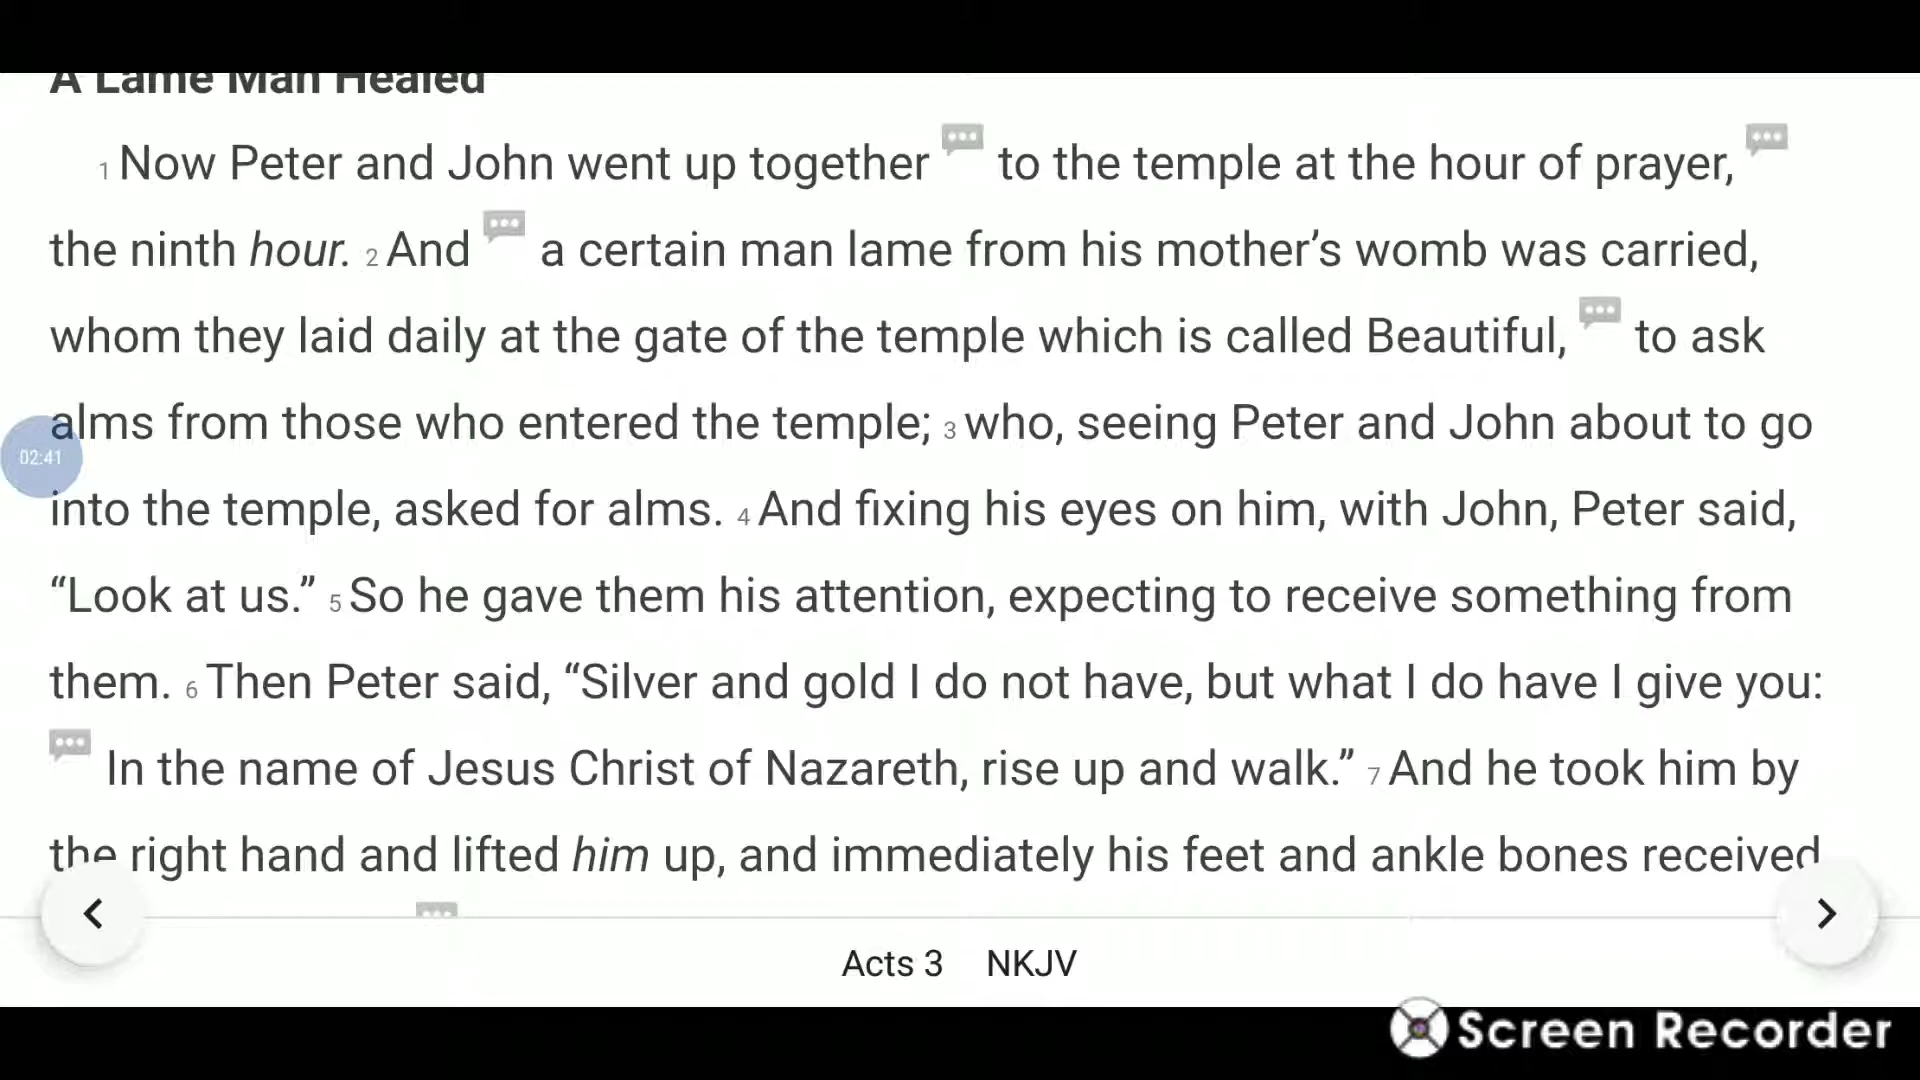 A Lame Man Healed
1 Now Peter and John went up together to the temple at the hour of prayer,
the ninth hour. 2 And a certain man lame from his mother’s womb was carried,
whom they laid daily at the gate of the temple which is called Beautiful, to ask
alms from those who entered the temple; 3 who, seeing Peter and John about to go
02:41
into the temple, asked for alms. 4 And fixing his eyes on him, with John, Peter said,
“Look at us.” 5 So he gave them his attention, expecting to receive something from
them. 6 Then Peter said, “Silver and gold I do not have, but what I do have I give you:
In the name of Jesus Christ of Nazareth, rise up and walk.” 7 And he took him by
the right hand and lifted him up, and immediately his feet and ankle bones received
Acts 3 NKJV
Screen Recorder